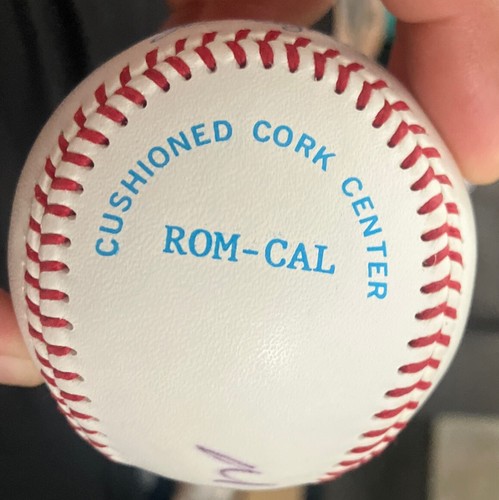 CUSHIONED CORK CENTER
ROM-CAL